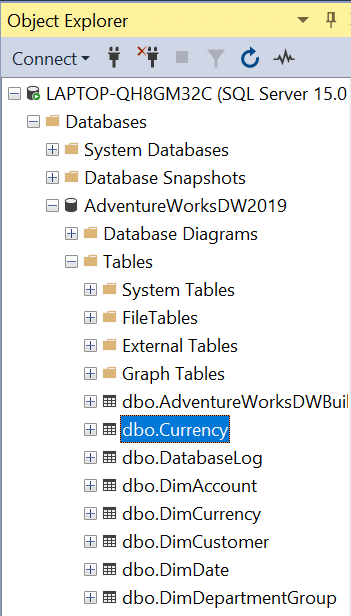 Object Explorer
Connect
LAPTOP-QH8GM32C (SQL Server 15.0
Databases
System Databases
Database Snapshots
AdventureWorksDW2019
Database Diagrams
Tables
System Tables
FileTables
External Tables
Graph Tables
dbo.AdventureWorksDWBui
dbo.Currency
dbo.DatabaseLog
dbo.DimAccount
dbo.DimCurrency
dbo.DimCustomer
dbo.DimDate
dbo.DimDepartmentGroup